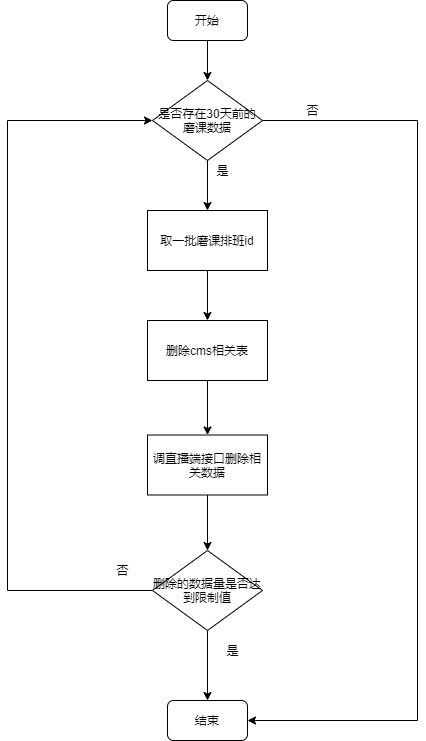 开始
是否存在30天前的
磨课数据
否
是
取一批磨课排班id
删除cms相关表
调直播端接口删除相
关数据
否
删除的数据量是否达
到限制值
是
结束